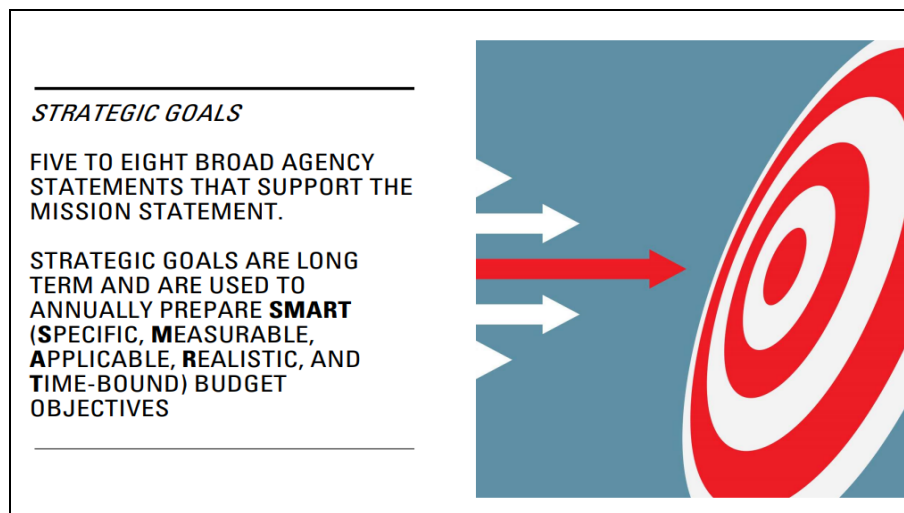 STRATEGIC GOALS
FIVE TO EIGHT BROAD AGENCY
STATEMENTS THAT SUPPORT THE
MISSION STATEMENT.
STRATEGIC GOALS ARE LONG
TERM AND ARE USED TO
ANNUALLY PREPARE SMART
(SPECIFIC, MEASURABLE,
APPLICABLE, REALISTIC, AND
TIME-BOUND) BUDGET
OBJECTIVES